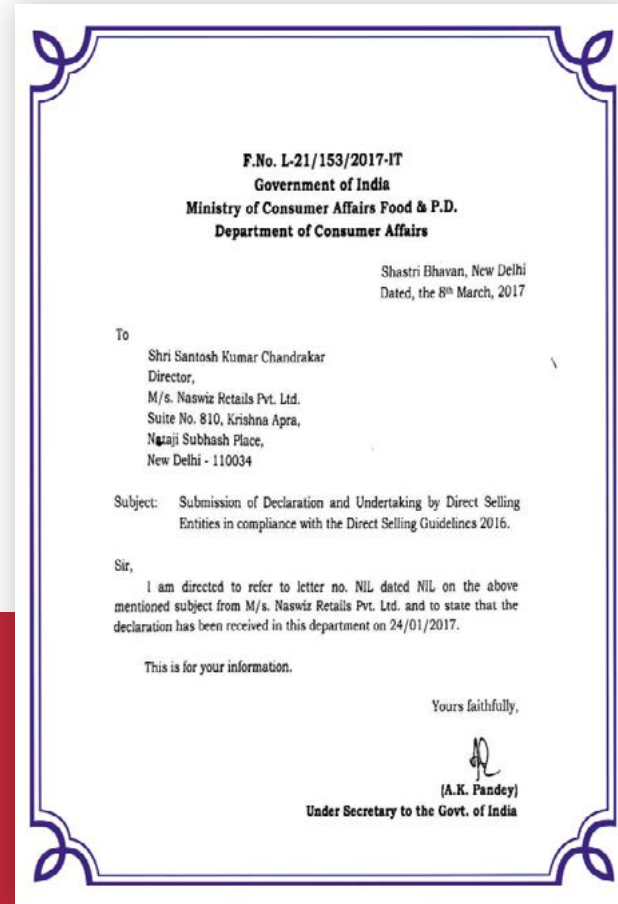 F.No. L-21/153/2017-IT
Government of India
Ministry of Consumer Affairs Food & P.D.
Department of Consumer Affairs
Shastri Bhavan, New Delhi
Dated, the 8th March, 2017
To
Shri Santosh Kumar Chandrakar
Director,
M/s. Naswiz Retails Pvt. Ltd.
Suite No. 810, Krishna Apra,
Netaji Subhash Place,
New Delhi - 110034
Subject: Submission of Declaration and Undertaking by Direct Selling
Entities in compliance with the Direct Selling Guidelines 2016.
Sir,
I am directed to refer to letter no. NIL dated NIL on the above
mentioned subject from M/s. Naswiz Retails Pvt. Ltd. and to state that the
declaration has been received in this department on 24/01/2017.
This is for your information.
Yours faithfully,
(A.K. Pandey)
Under Secretary to the Govt. of India